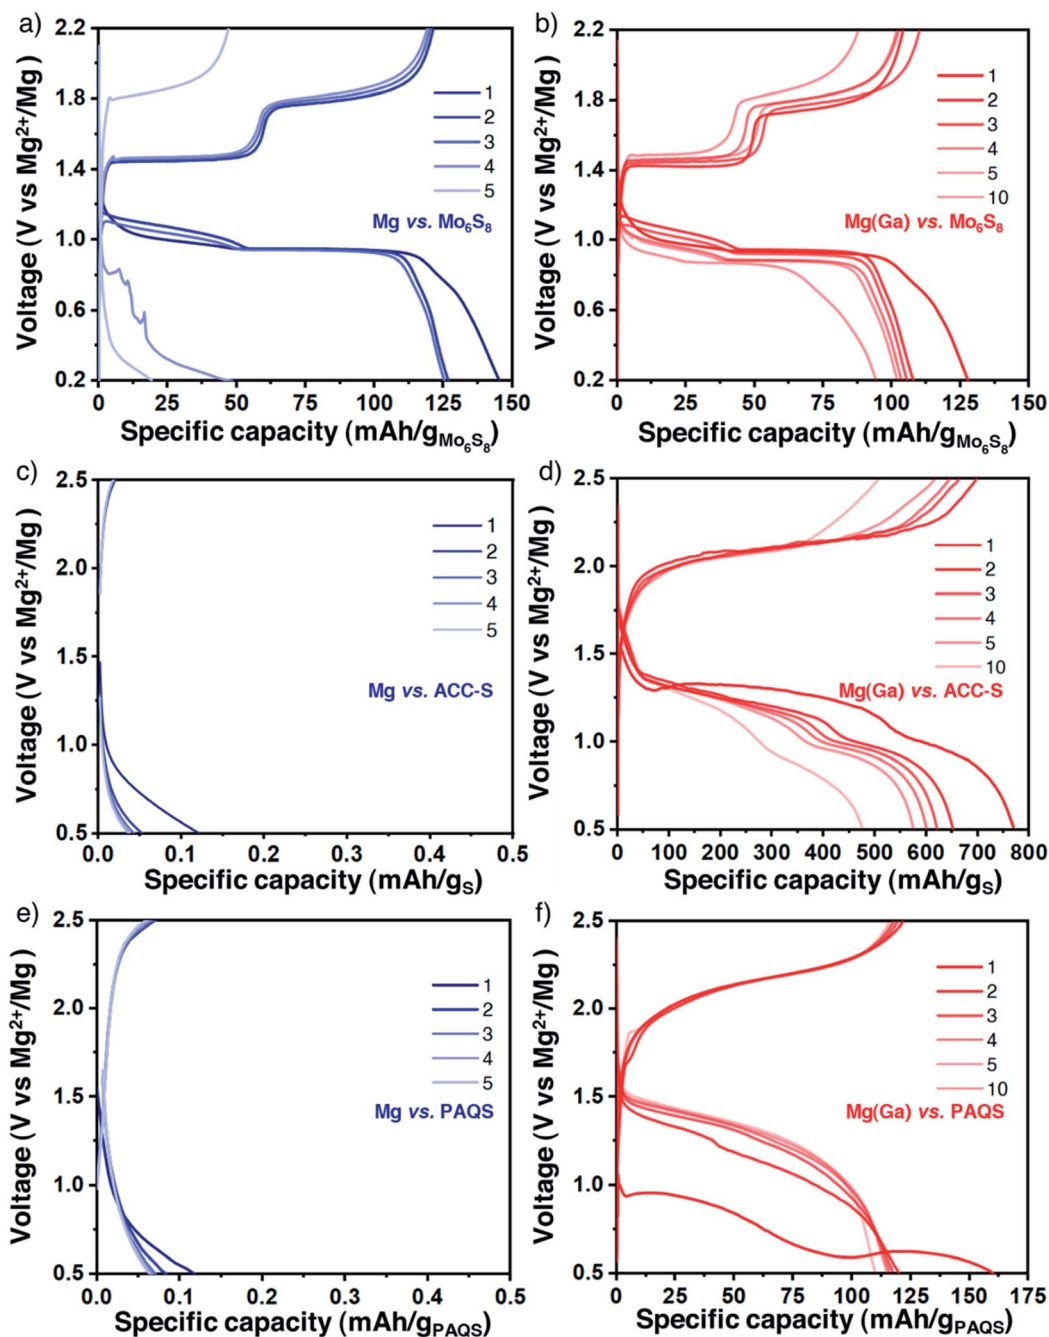 a)
2.2
1.8
1.4
1.0
0.6
0.2
Voltage (V vs Mg²⁺/Mg)
1
2
3
4
5
Mg vs. Mo₆S₈
0 25 50 75 100 125 150
Specific capacity (mAh/g_Mo₆S₈)
b)
2.2
1.8
1.4
1.0
0.6
0.2
Voltage (V vs Mg²⁺/Mg)
1
2
3
4
5
10
Mg(Ga) vs. Mo₆S₈
0 25 50 75 100 125 150
Specific capacity (mAh/g_Mo₆S₈)
c)
2.5
2.0
1.5
1.0
0.5
Voltage (V vs Mg²⁺/Mg)
1
2
3
4
5
Mg vs. ACC-S
0.0 0.1 0.2 0.3 0.4 0.5
Specific capacity (mAh/g_S)
d)
2.5
2.0
1.5
1.0
0.5
Voltage (V vs Mg²⁺/Mg)
1
2
3
4
5
10
Mg(Ga) vs. ACC-S
0 100 200 300 400 500 600 700 800
Specific capacity (mAh/g_S)
e)
2.5
2.0
1.5
1.0
0.5
Voltage (V vs Mg²⁺/Mg)
1
2
3
4
5
Mg vs. PAQS
0.0 0.1 0.2 0.3 0.4 0.5
Specific capacity (mAh/g_PAQS)
f)
2.5
2.0
1.5
1.0
0.5
Voltage (V vs Mg²⁺/Mg)
1
2
3
4
5
10
Mg(Ga) vs. PAQS
0 25 50 75 100 125 150 175
Specific capacity (mAh/g_PAQS)